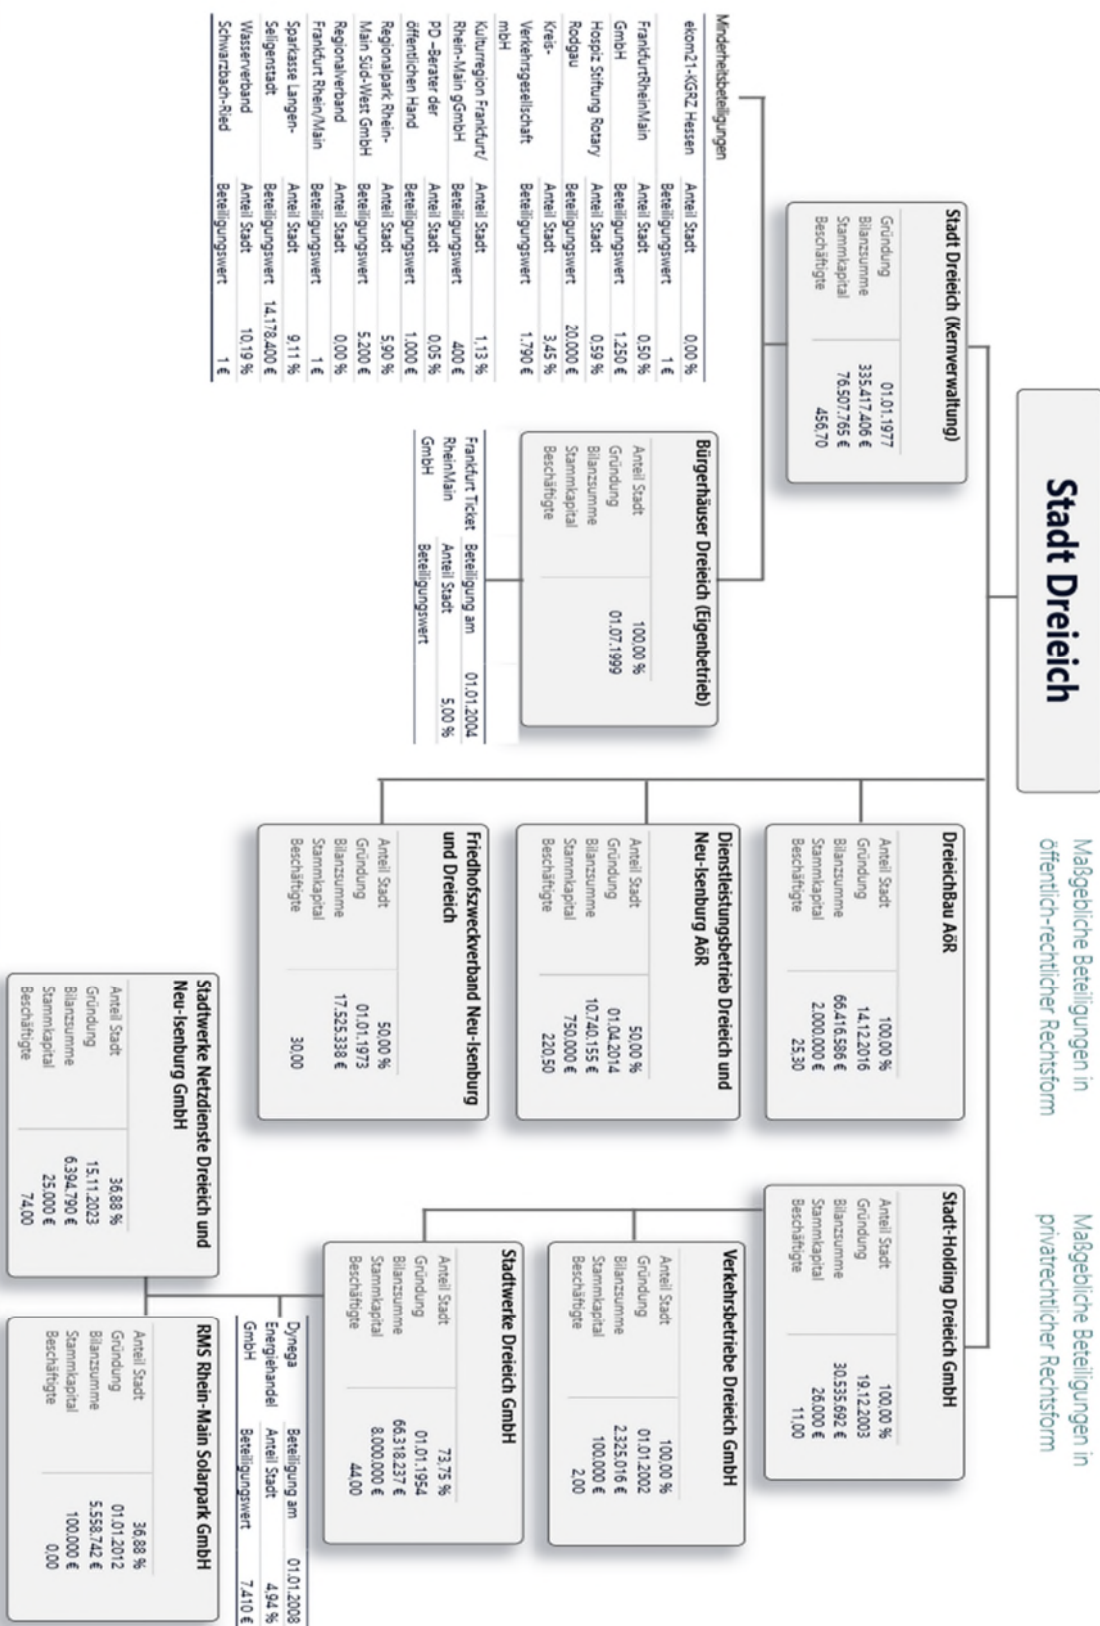 Stadt Dreieich
Maßgebliche Beteiligungen in
öffentlich-rechtlicher Rechtsform
Maßgebliche Beteiligungen in
privatrechtlicher Rechtsform
Stadt Dreieich (Kernverwaltung)
Gründung 01.01.1977
Bilanzsumme 335.417.406 €
Stammkapital 76.507.765 €
Beschäftigte 456,70
Minderheitsbeteiligungen
ekom21-KGRZ Hessen Anteil Stadt 0,00 %
Beteiligungswert 1 €
FrankfurtRheinMain Anteil Stadt 0,50 %
GmbH Beteiligungswert 1.250 €
Hospiz Stiftung Rotary Anteil Stadt 0,59 %
Rodgau Beteiligungswert 20.000 €
Kreis- Anteil Stadt 3,45 %
Verkehrsgesellschaft Beteiligungswert 1.790 €
mbH
Kulturregion Frankfurt/ Anteil Stadt 1,13 %
Rhein-Main gGmbH Beteiligungswert 400 €
PD –Berater der Anteil Stadt 0,05 %
öffentlichen Hand Beteiligungswert 1.000 €
Regionalpark Rhein- Anteil Stadt 5,90 %
Main Süd-West GmbH Beteiligungswert 5.200 €
Regionalverband Anteil Stadt 0,00 %
Frankfurt Rhein/Main Beteiligungswert 1 €
Sparkasse Langen- Anteil Stadt 9,11 %
Seligenstadt Beteiligungswert 14.178.400 €
Wasserverband Anteil Stadt 10,19 %
Schwarzbach-Ried Beteiligungswert 1 €
Bürgerhäuser Dreieich (Eigenbetrieb)
Anteil Stadt 100,00 %
Gründung 01.07.1999
Bilanzsumme
Stammkapital
Beschäftigte
Frankfurt Ticket Beteiligung am 01.01.2004
RheinMain Anteil Stadt 5,00 %
GmbH Beteiligungswert
DreieichBau AöR
Anteil Stadt 100,00 %
Gründung 14.12.2016
Bilanzsumme 66.416.586 €
Stammkapital 2.000.000 €
Beschäftigte 25,30
Dienstleistungsbetrieb Dreieich und
Neu-Isenburg AöR
Anteil Stadt 50,00 %
Gründung 01.04.2014
Bilanzsumme 10.740.155 €
Stammkapital 750.000 €
Beschäftigte 220,50
Friedhofszweckverband Neu-Isenburg
und Dreieich
Anteil Stadt 50,00 %
Gründung 01.01.1973
Bilanzsumme 17.525.338 €
Stammkapital
Beschäftigte 30,00
Stadt-Holding Dreieich GmbH
Anteil Stadt 100,00 %
Gründung 19.12.2003
Bilanzsumme 30.535.692 €
Stammkapital 26.000 €
Beschäftigte 11,00
Verkehrsbetriebe Dreieich GmbH
Anteil Stadt 100,00 %
Gründung 01.01.2002
Bilanzsumme 2.325.016 €
Stammkapital 100.000 €
Beschäftigte 2,00
Stadtwerke Dreieich GmbH
Anteil Stadt 73,75 %
Gründung 01.01.1954
Bilanzsumme 66.318.237 €
Stammkapital 8.000.000 €
Beschäftigte 44,00
Dynega Beteiligung am 01.01.2008
Energiehandel Anteil Stadt 4,94 %
GmbH Beteiligungswert 7.410 €
Stadtwerke Netzdienste Dreieich und
Neu-Isenburg GmbH
Anteil Stadt 36,88 %
Gründung 15.11.2023
Bilanzsumme 6.394.790 €
Stammkapital 25.000 €
Beschäftigte 74,00
RMS Rhein-Main Solarpark GmbH
Anteil Stadt 36,88 %
Gründung 01.01.2012
Bilanzsumme 5.558.742 €
Stammkapital 100.000 €
Beschäftigte 0,00